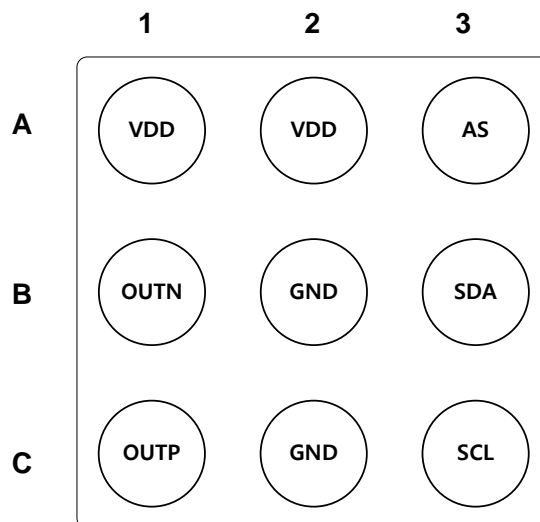 1 2 3
A VDD VDD AS
B OUTN GND SDA
C OUTP GND SCL